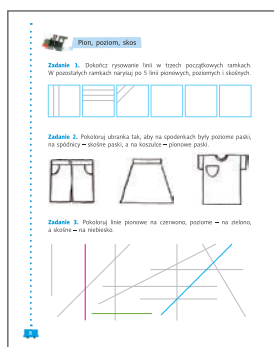 Pion, poziom, skos
Zadanie 1. Dokończ rysowanie linii w trzech początkowych ramkach.
W pozostałych ramkach narysuj po 5 linii pionowych, poziomych i skośnych.
Zadanie 2. Pokoloruj ubranka tak, aby na spodenkach były poziome paski,
na spódnicy – skośne paski, a na koszulce – pionowe paski.
Zadanie 3. Pokoloruj linie pionowe na czerwono, poziome – na zielono,
a skośne – na niebiesko.